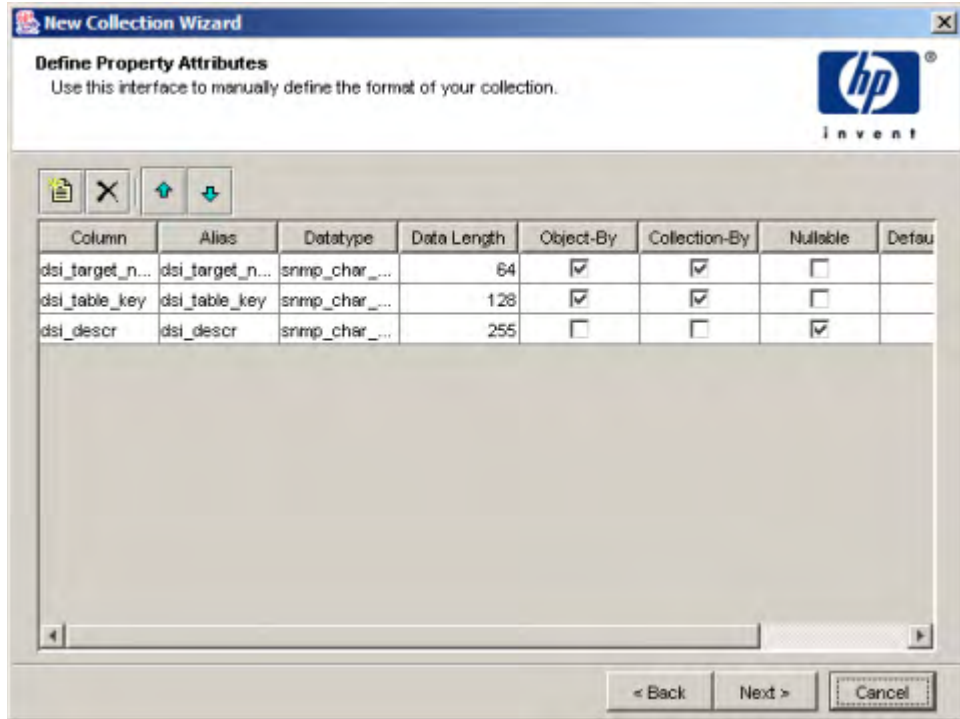 New Collection Wizard
Define Property Attributes
Use this interface to manually define the format of your collection.
hp
®
invent
Column Alias Datatype Data Length Object-By Collection-By Nullable Defau
dsi_target_n... dsi_target_n... snmp_char_... 64
dsi_table_key dsi_table_key snmp_char_... 128
dsi_descr dsi_descr snmp_char_... 255
< Back Next > Cancel